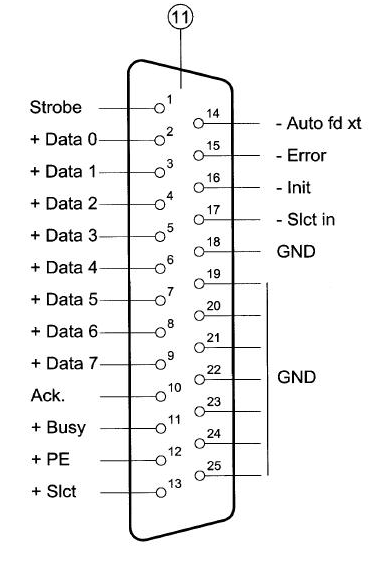 11
Strobe 1
14 - Auto fd xt
+ Data 0 2
15 - Error
+ Data 1 3
16 - Init
+ Data 2 4
17 - Slct in
+ Data 3 5
18 GND
+ Data 4 6
19
+ Data 5 7
20
+ Data 6 8
21
+ Data 7 9
22 GND
Ack. 10
23
+ Busy 11
24
+ PE 12
25
+ Slct 13